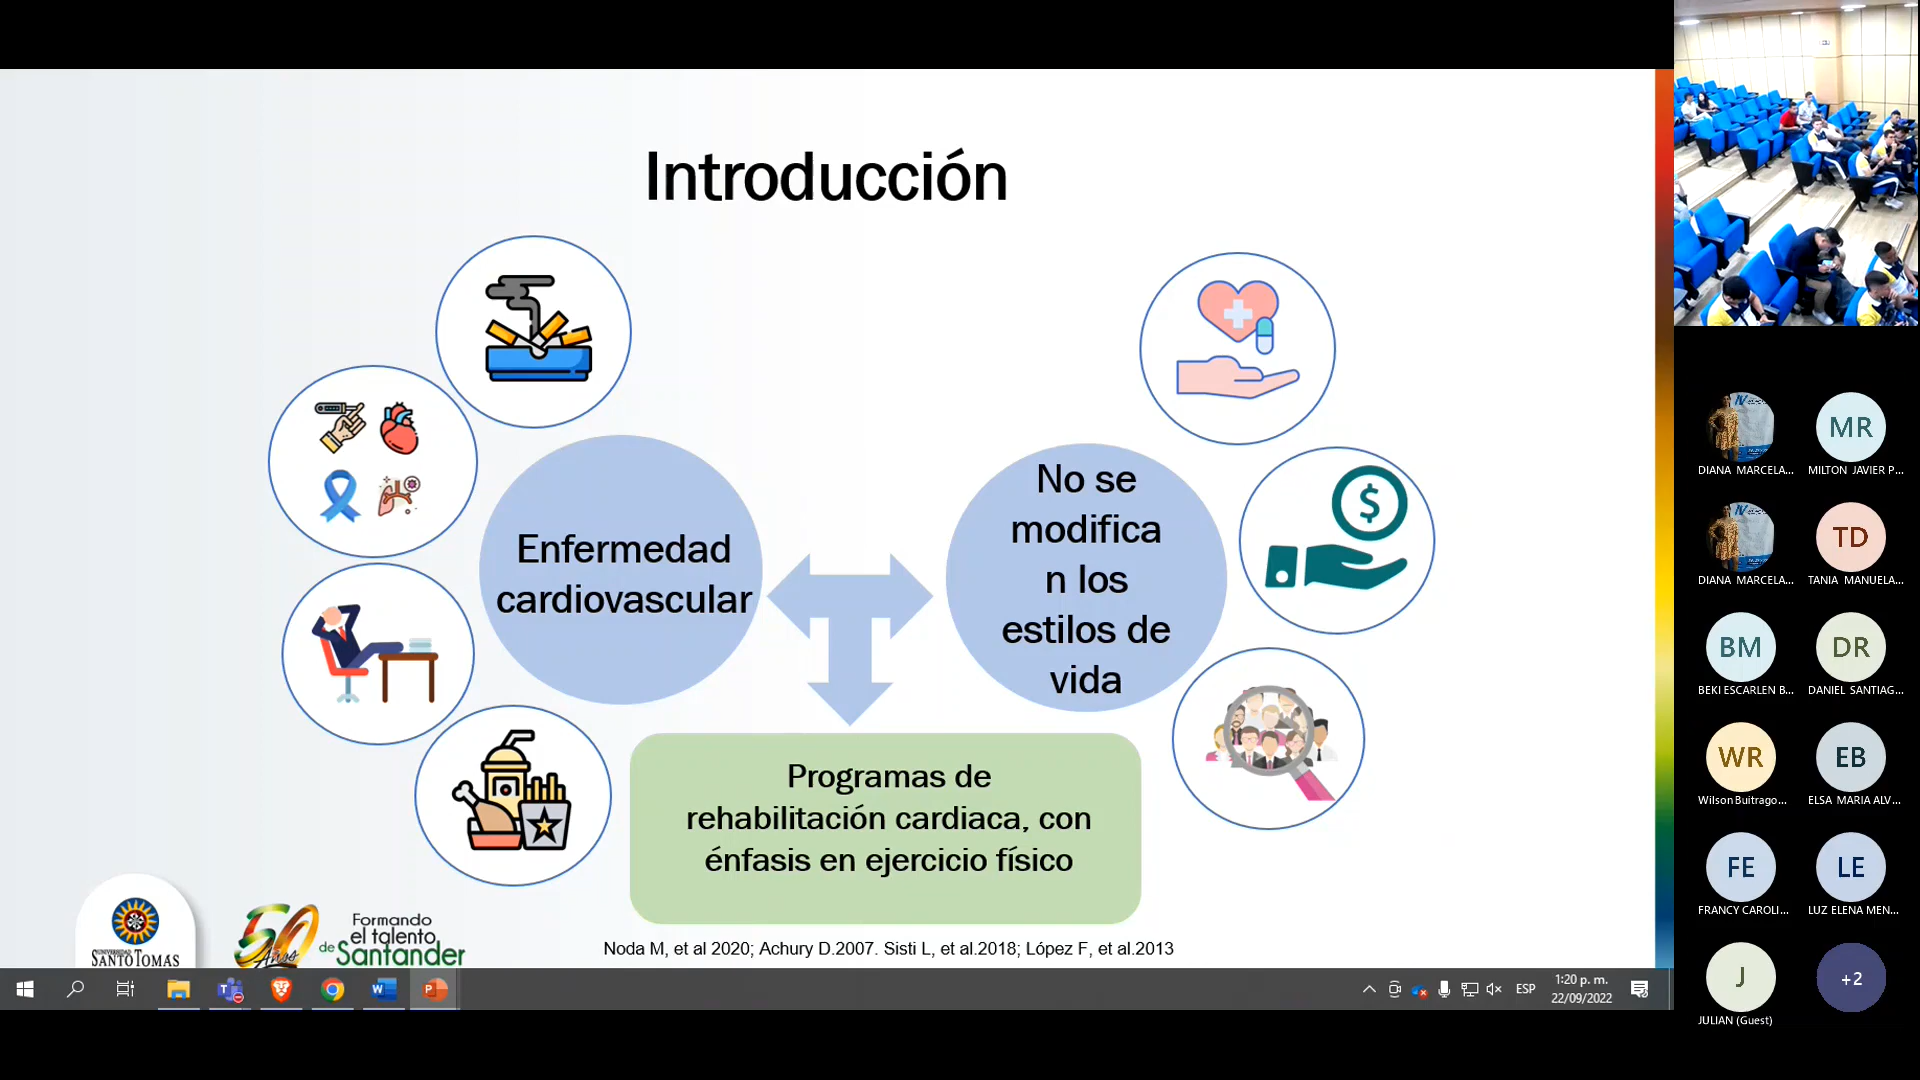 Introducción
Enfermedad
cardiovascular
No se
modifica
n los
estilos de
vida
$
Programas de
rehabilitación cardiaca, con
énfasis en ejercicio físico
Noda M, et al 2020; Achury D.2007. Sisti L, et al.2018; López F, et al.2013
UNIVERSIDAD
SANTO TOMAS
50
Años
Formando
el talento
de Santander
ESP
1:20 p. m.
22/09/2022
DIANA MARCELA...
MR
MILTON JAVIER P...
DIANA MARCELA...
TD
TANIA MANUELA...
BM
BEKI ESCARLEN B...
DR
DANIEL SANTIAG...
WR
Wilson Buitrago...
EB
ELSA MARIA ALV...
FE
FRANCY CAROLI...
LE
LUZ ELENA MEN...
J
JULIAN (Guest)
+2